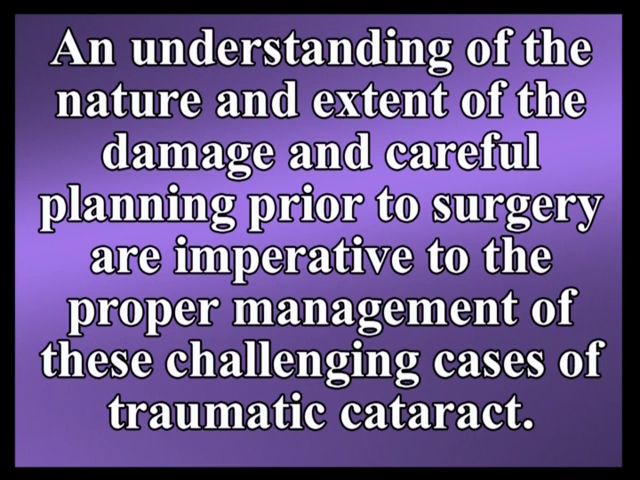 An understanding of the
nature and extent of the
damage and careful
planning prior to surgery
are imperative to the
proper management of
these challenging cases of
traumatic cataract.